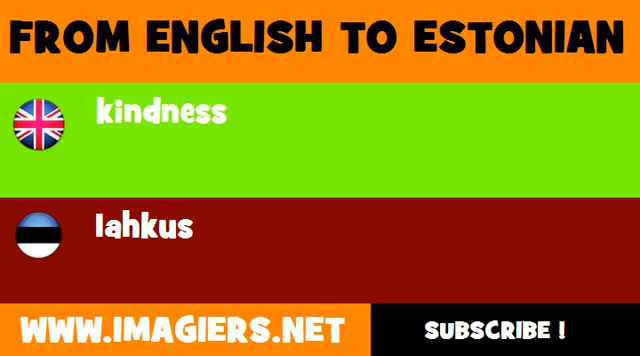 FROM ENGLISH TO ESTONIAN
kindness
lahkus
WWW.IMAGIERS.NET
SUBSCRIBE !